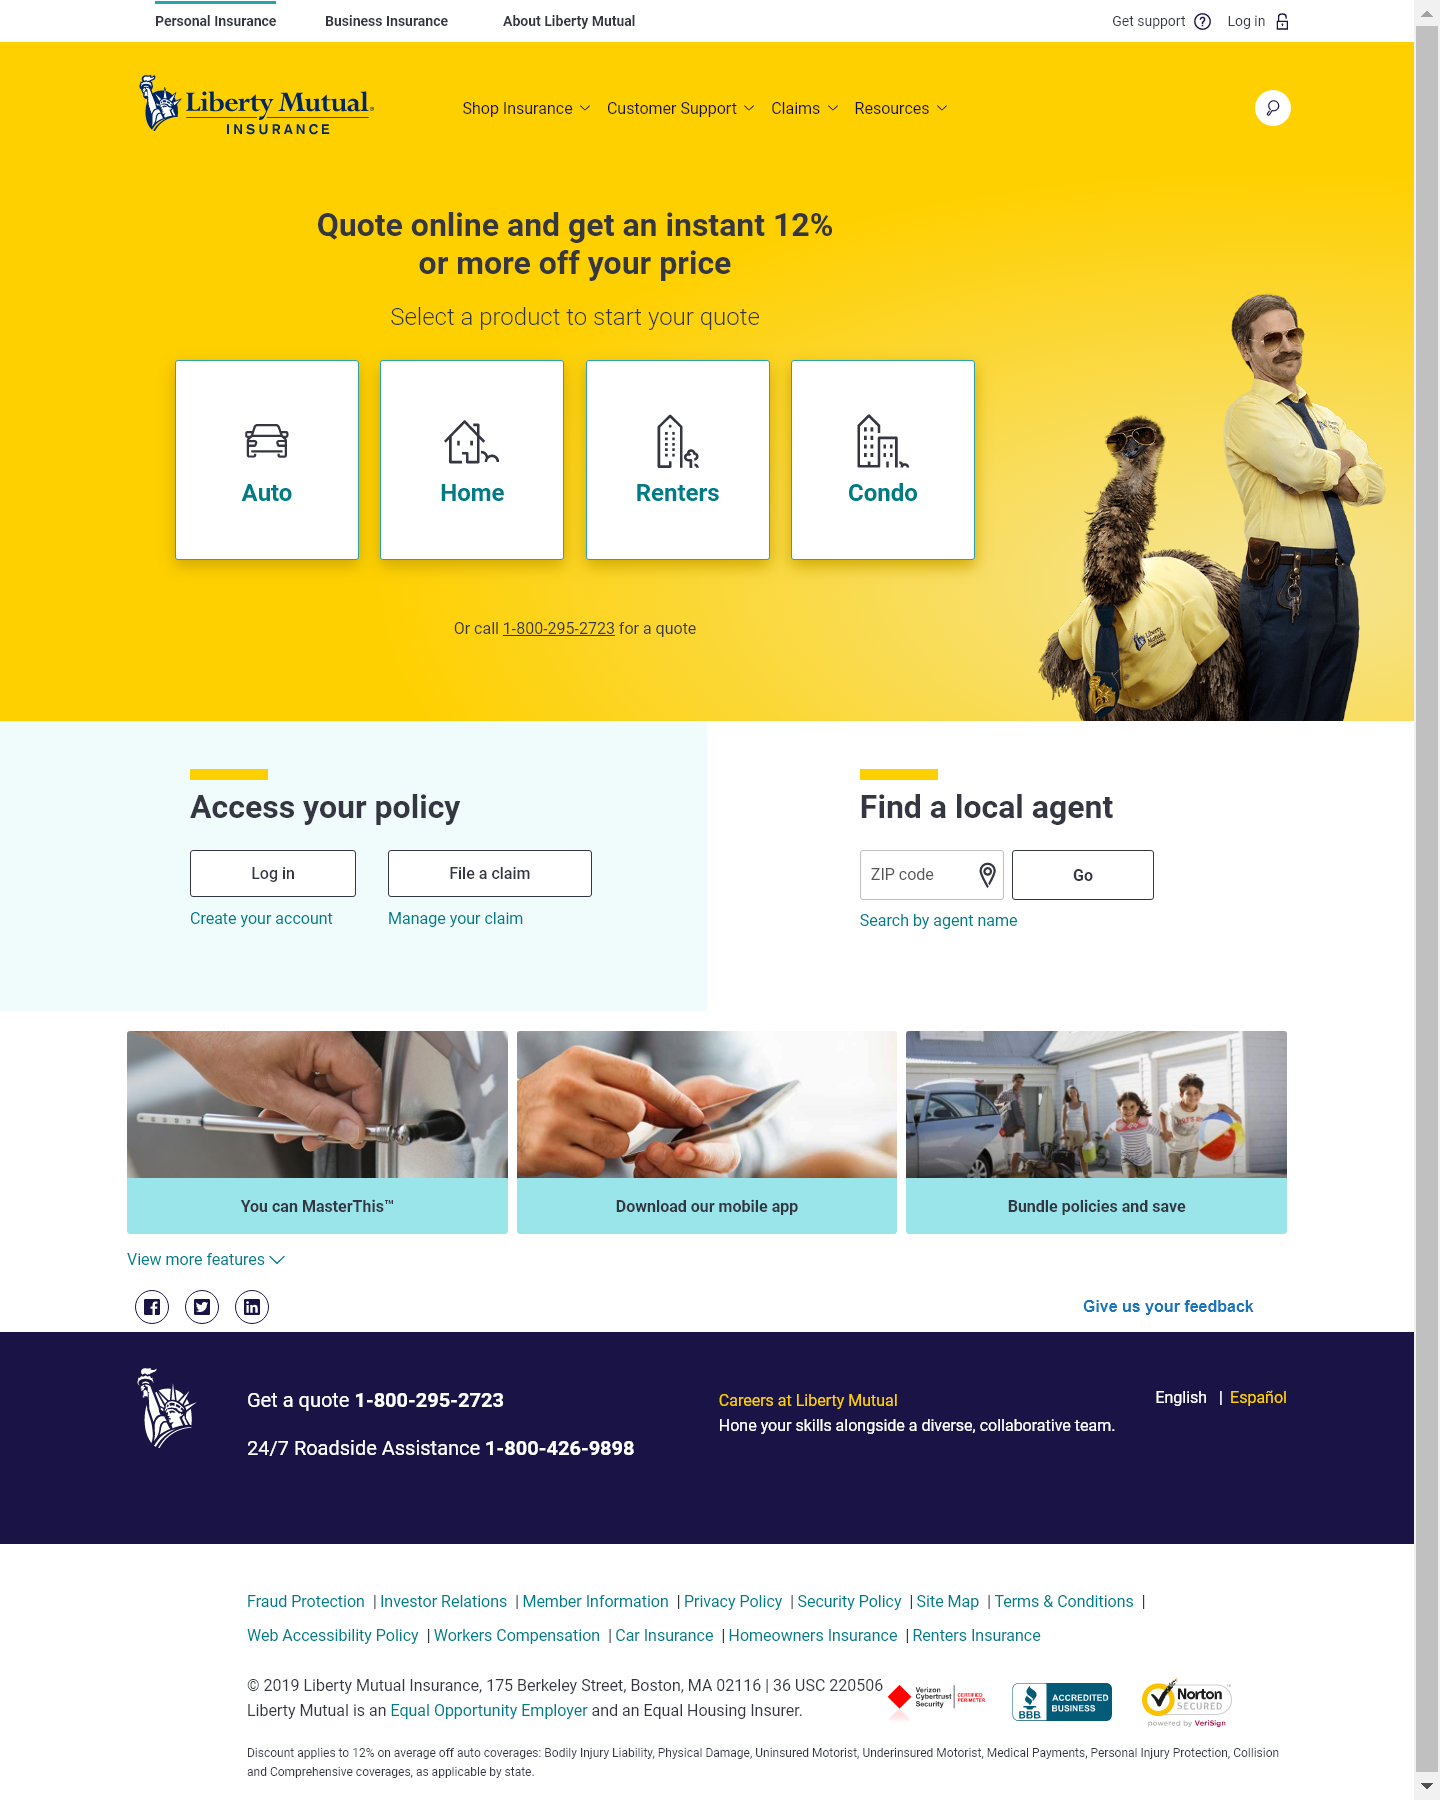 Personal Insurance
Business Insurance
About Liberty Mutual
Get support
Log in
Liberty Mutual®
INSURANCE
Shop Insurance
Customer Support
Claims
Resources
Quote online and get an instant 12%
or more off your price
Select a product to start your quote
Auto
Home
Renters
Condo
Or call 1-800-295-2723 for a quote
Liberty
Mutual
Access your policy
Log in
File a claim
Create your account
Manage your claim
Find a local agent
ZIP code
Go
Search by agent name
You can MasterThis™
Download our mobile app
Bundle policies and save
View more features
Give us your feedback
Get a quote 1-800-295-2723
24/7 Roadside Assistance 1-800-426-9898
Careers at Liberty Mutual
Hone your skills alongside a diverse, collaborative team.
English | Español
Fraud Protection | Investor Relations | Member Information | Privacy Policy | Security Policy | Site Map | Terms & Conditions |
Web Accessibility Policy | Workers Compensation | Car Insurance | Homeowners Insurance | Renters Insurance
© 2019 Liberty Mutual Insurance, 175 Berkeley Street, Boston, MA 02116 | 36 USC 220506
Liberty Mutual is an Equal Opportunity Employer and an Equal Housing Insurer.
Verizon
Cybertrust
Security
CERTIFIED
PERIMETER
BBB
ACCREDITED
BUSINESS
Norton
SECURED
powered by VeriSign
Discount applies to 12% on average off auto coverages: Bodily Injury Liability, Physical Damage, Uninsured Motorist, Underinsured Motorist, Medical Payments, Personal Injury Protection, Collision
and Comprehensive coverages, as applicable by state.